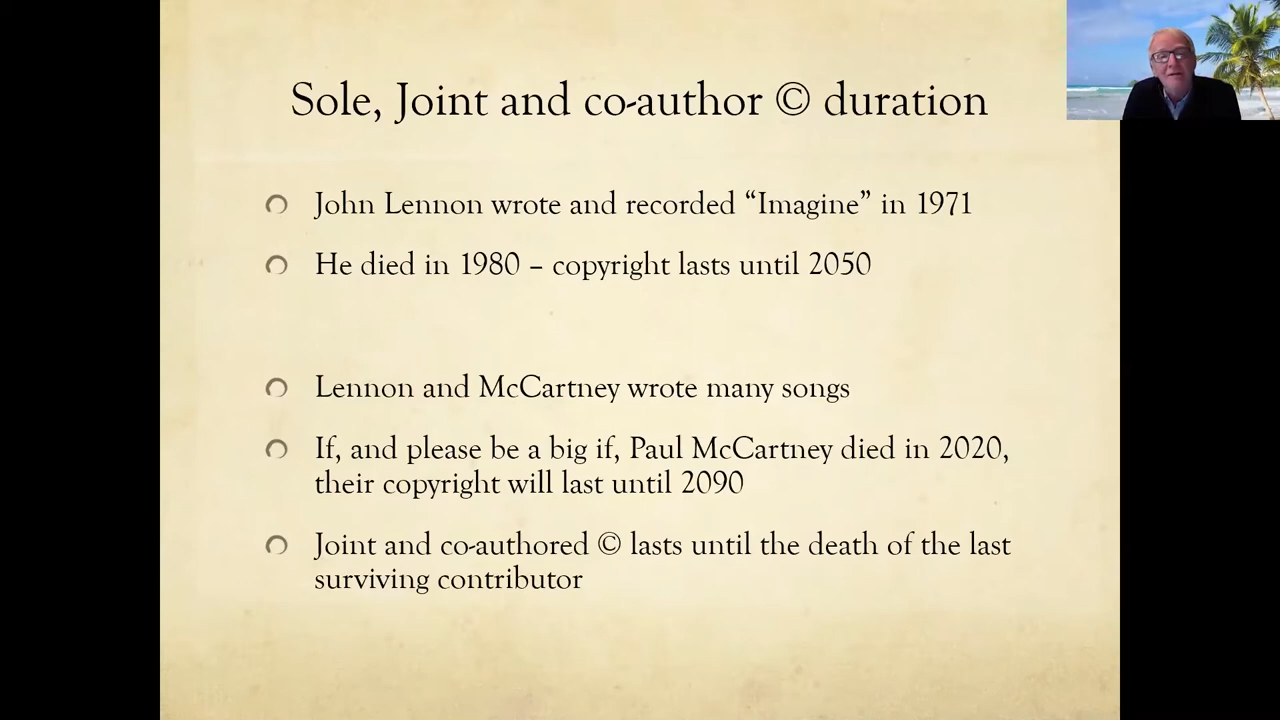 Sole, Joint and co-author © duration
John Lennon wrote and recorded “Imagine” in 1971
He died in 1980 – copyright lasts until 2050
Lennon and McCartney wrote many songs
If, and please be a big if, Paul McCartney died in 2020,
their copyright will last until 2090
Joint and co-authored © lasts until the death of the last
surviving contributor